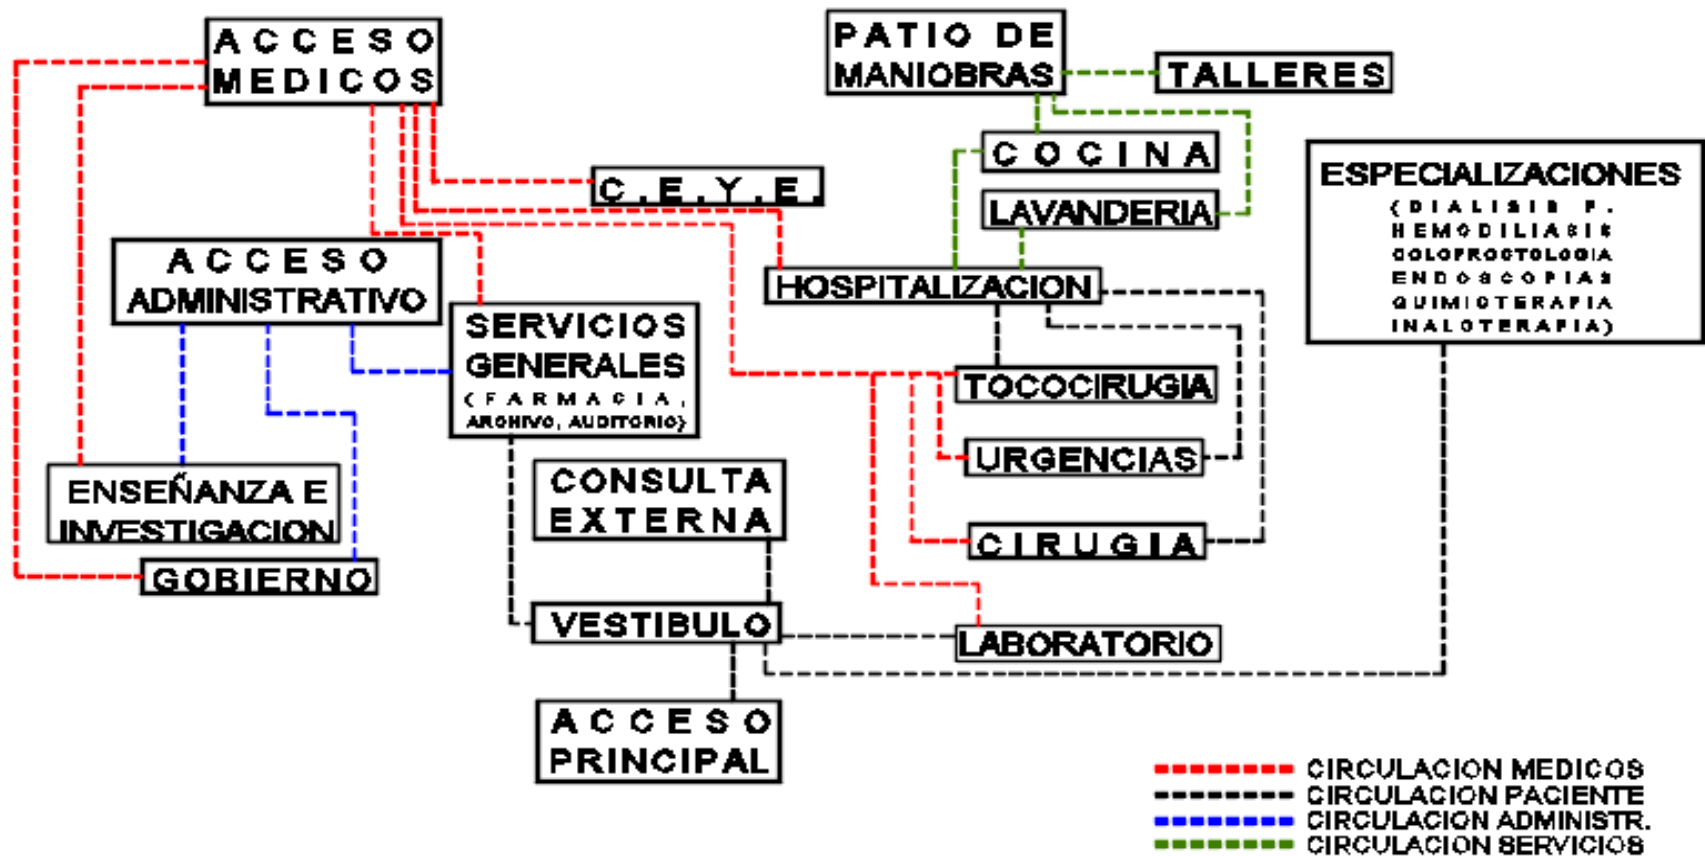 ACCESO
MEDICOS
PATIO DE
MANIOBRAS
TALLERES
COCINA
C.E.Y.E.
LAVANDERIA
ESPECIALIZACIONES
(DIALISIS P.
HEMODILIASIS
COLOPROCTOLOGIA
ENDOSCOPIAS
QUIMIOTERAPIA
INALOTERAPIA)
ACCESO
ADMINISTRATIVO
HOSPITALIZACION
SERVICIOS
GENERALES
(FARMACIA,
ARCHIVO, AUDITORIO)
TOCOCIRUGIA
URGENCIAS
ENSEÑANZA E
INVESTIGACION
CONSULTA
EXTERNA
CIRUGIA
GOBIERNO
VESTIBULO
LABORATORIO
ACCESO
PRINCIPAL
CIRCULACION MEDICOS
CIRCULACION PACIENTE
CIRCULACION ADMINISTR.
CIRCULACION SERVICIOS